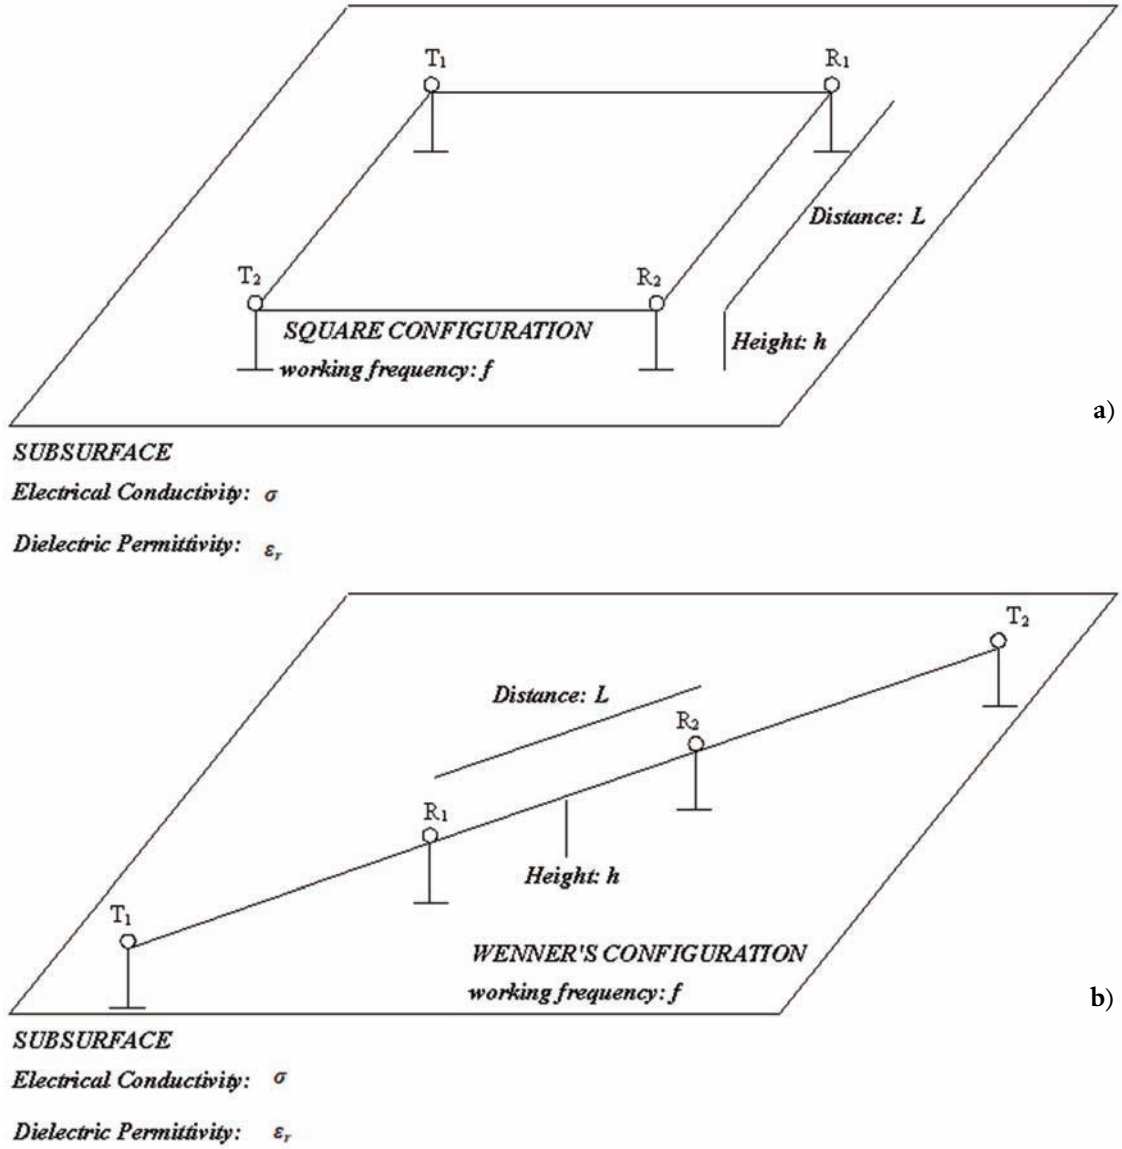 T₁ R₁
Distance: L
T₂ R₂
SQUARE CONFIGURATION
Height: h
working frequency: f
a)
SUBSURFACE
Electrical Conductivity: σ
Dielectric Permittivity: εᵣ
T₂
Distance: L
R₂
R₁
Height: h
T₁
WENNER'S CONFIGURATION
working frequency: f
b)
SUBSURFACE
Electrical Conductivity: σ
Dielectric Permittivity: εᵣ